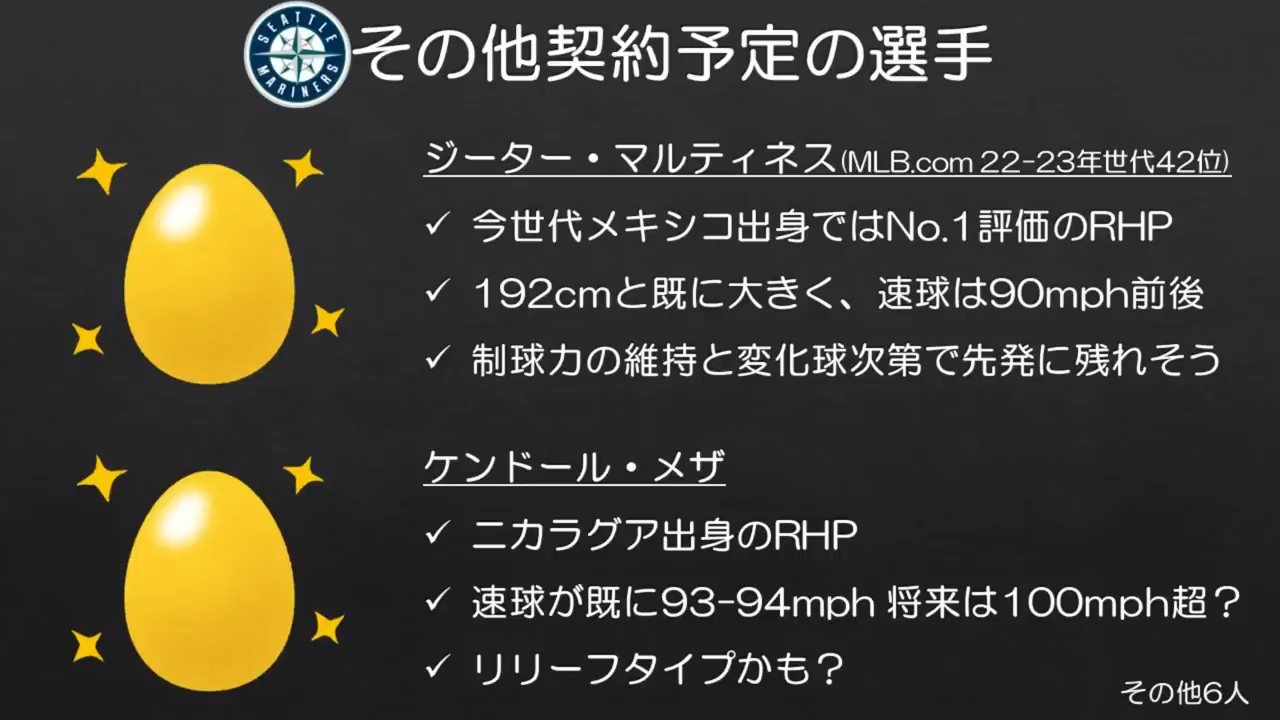 SEATTLE
MARINERS
その他契約予定の選手
ジーター・マルティネス(MLB.com 22-23年世代42位)
✓ 今世代メキシコ出身ではNo.1評価のRHP
✓ 192cmと既に大きく、速球は90mph前後
✓ 制球力の維持と変化球次第で先発に残れそう
ケンドール・メザ
✓ ニカラグア出身のRHP
✓ 速球が既に93-94mph 将来は100mph超？
✓ リリーフタイプかも？
その他6人